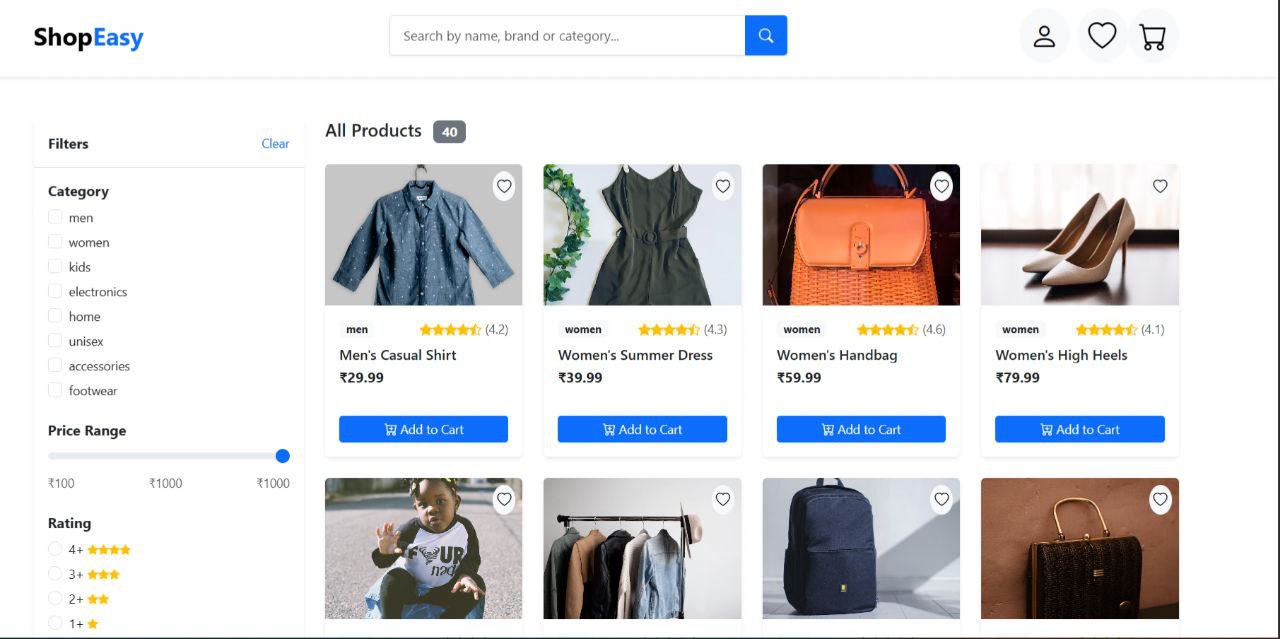 ShopEasy
Search by name, brand or category...
Filters
Clear
Category
men
women
kids
electronics
home
unisex
accessories
footwear
Price Range
₹100 ₹1000 ₹1000
Rating
4+
3+
2+
1+
All Products 40
men (4.2)
Men's Casual Shirt
₹29.99
Add to Cart
women (4.3)
Women's Summer Dress
₹39.99
Add to Cart
women (4.6)
Women's Handbag
₹59.99
Add to Cart
women (4.1)
Women's High Heels
₹79.99
Add to Cart